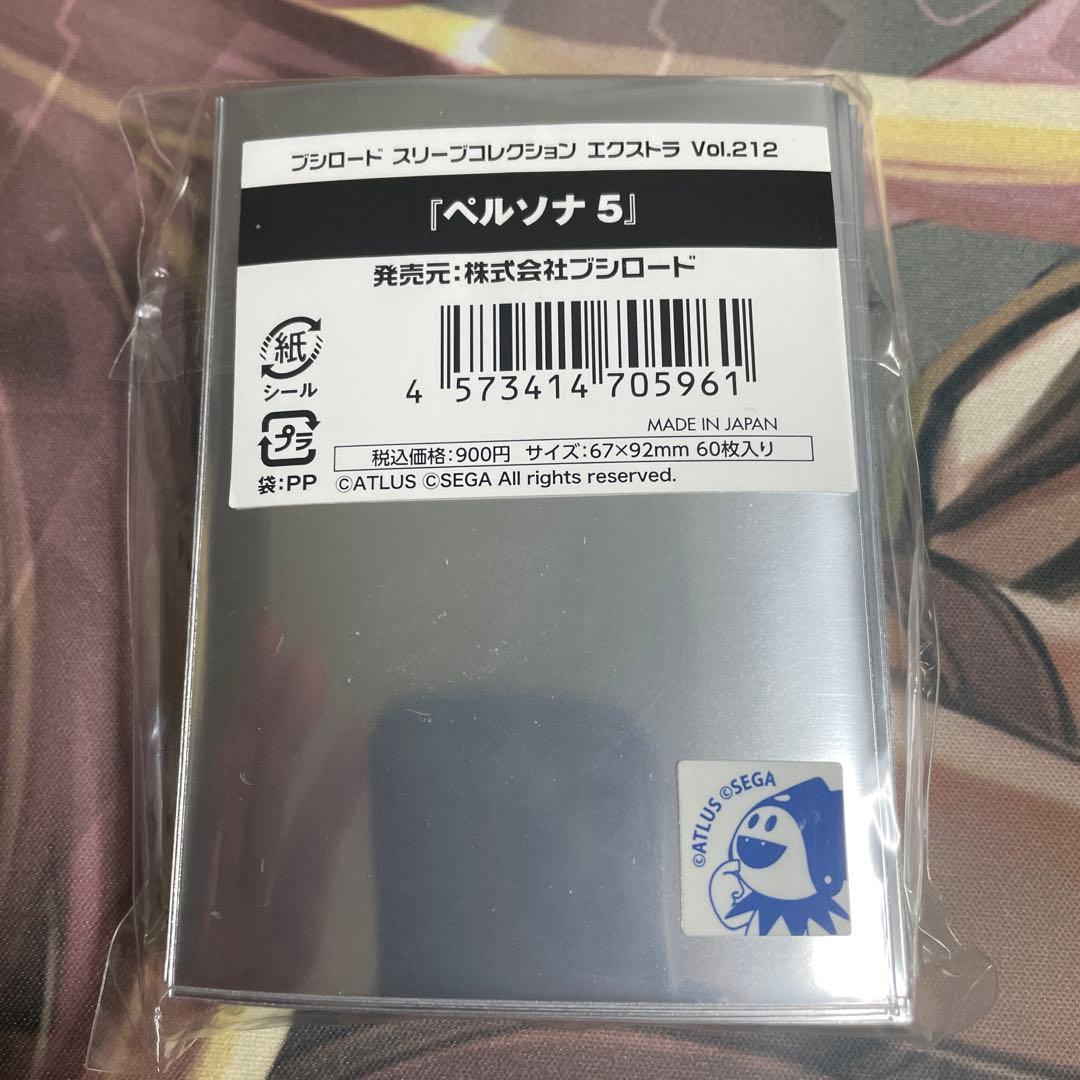 ブシロード スリーブコレクション エクストラ Vol.212
『ペルソナ5』
発売元:株式会社ブシロード
紙
シール
プラ
袋:PP
4 573414 705961
MADE IN JAPAN
税込価格:900円 サイズ:67×92mm 60枚入り
©ATLUS ©SEGA All rights reserved.
©ATLUS ©SEGA